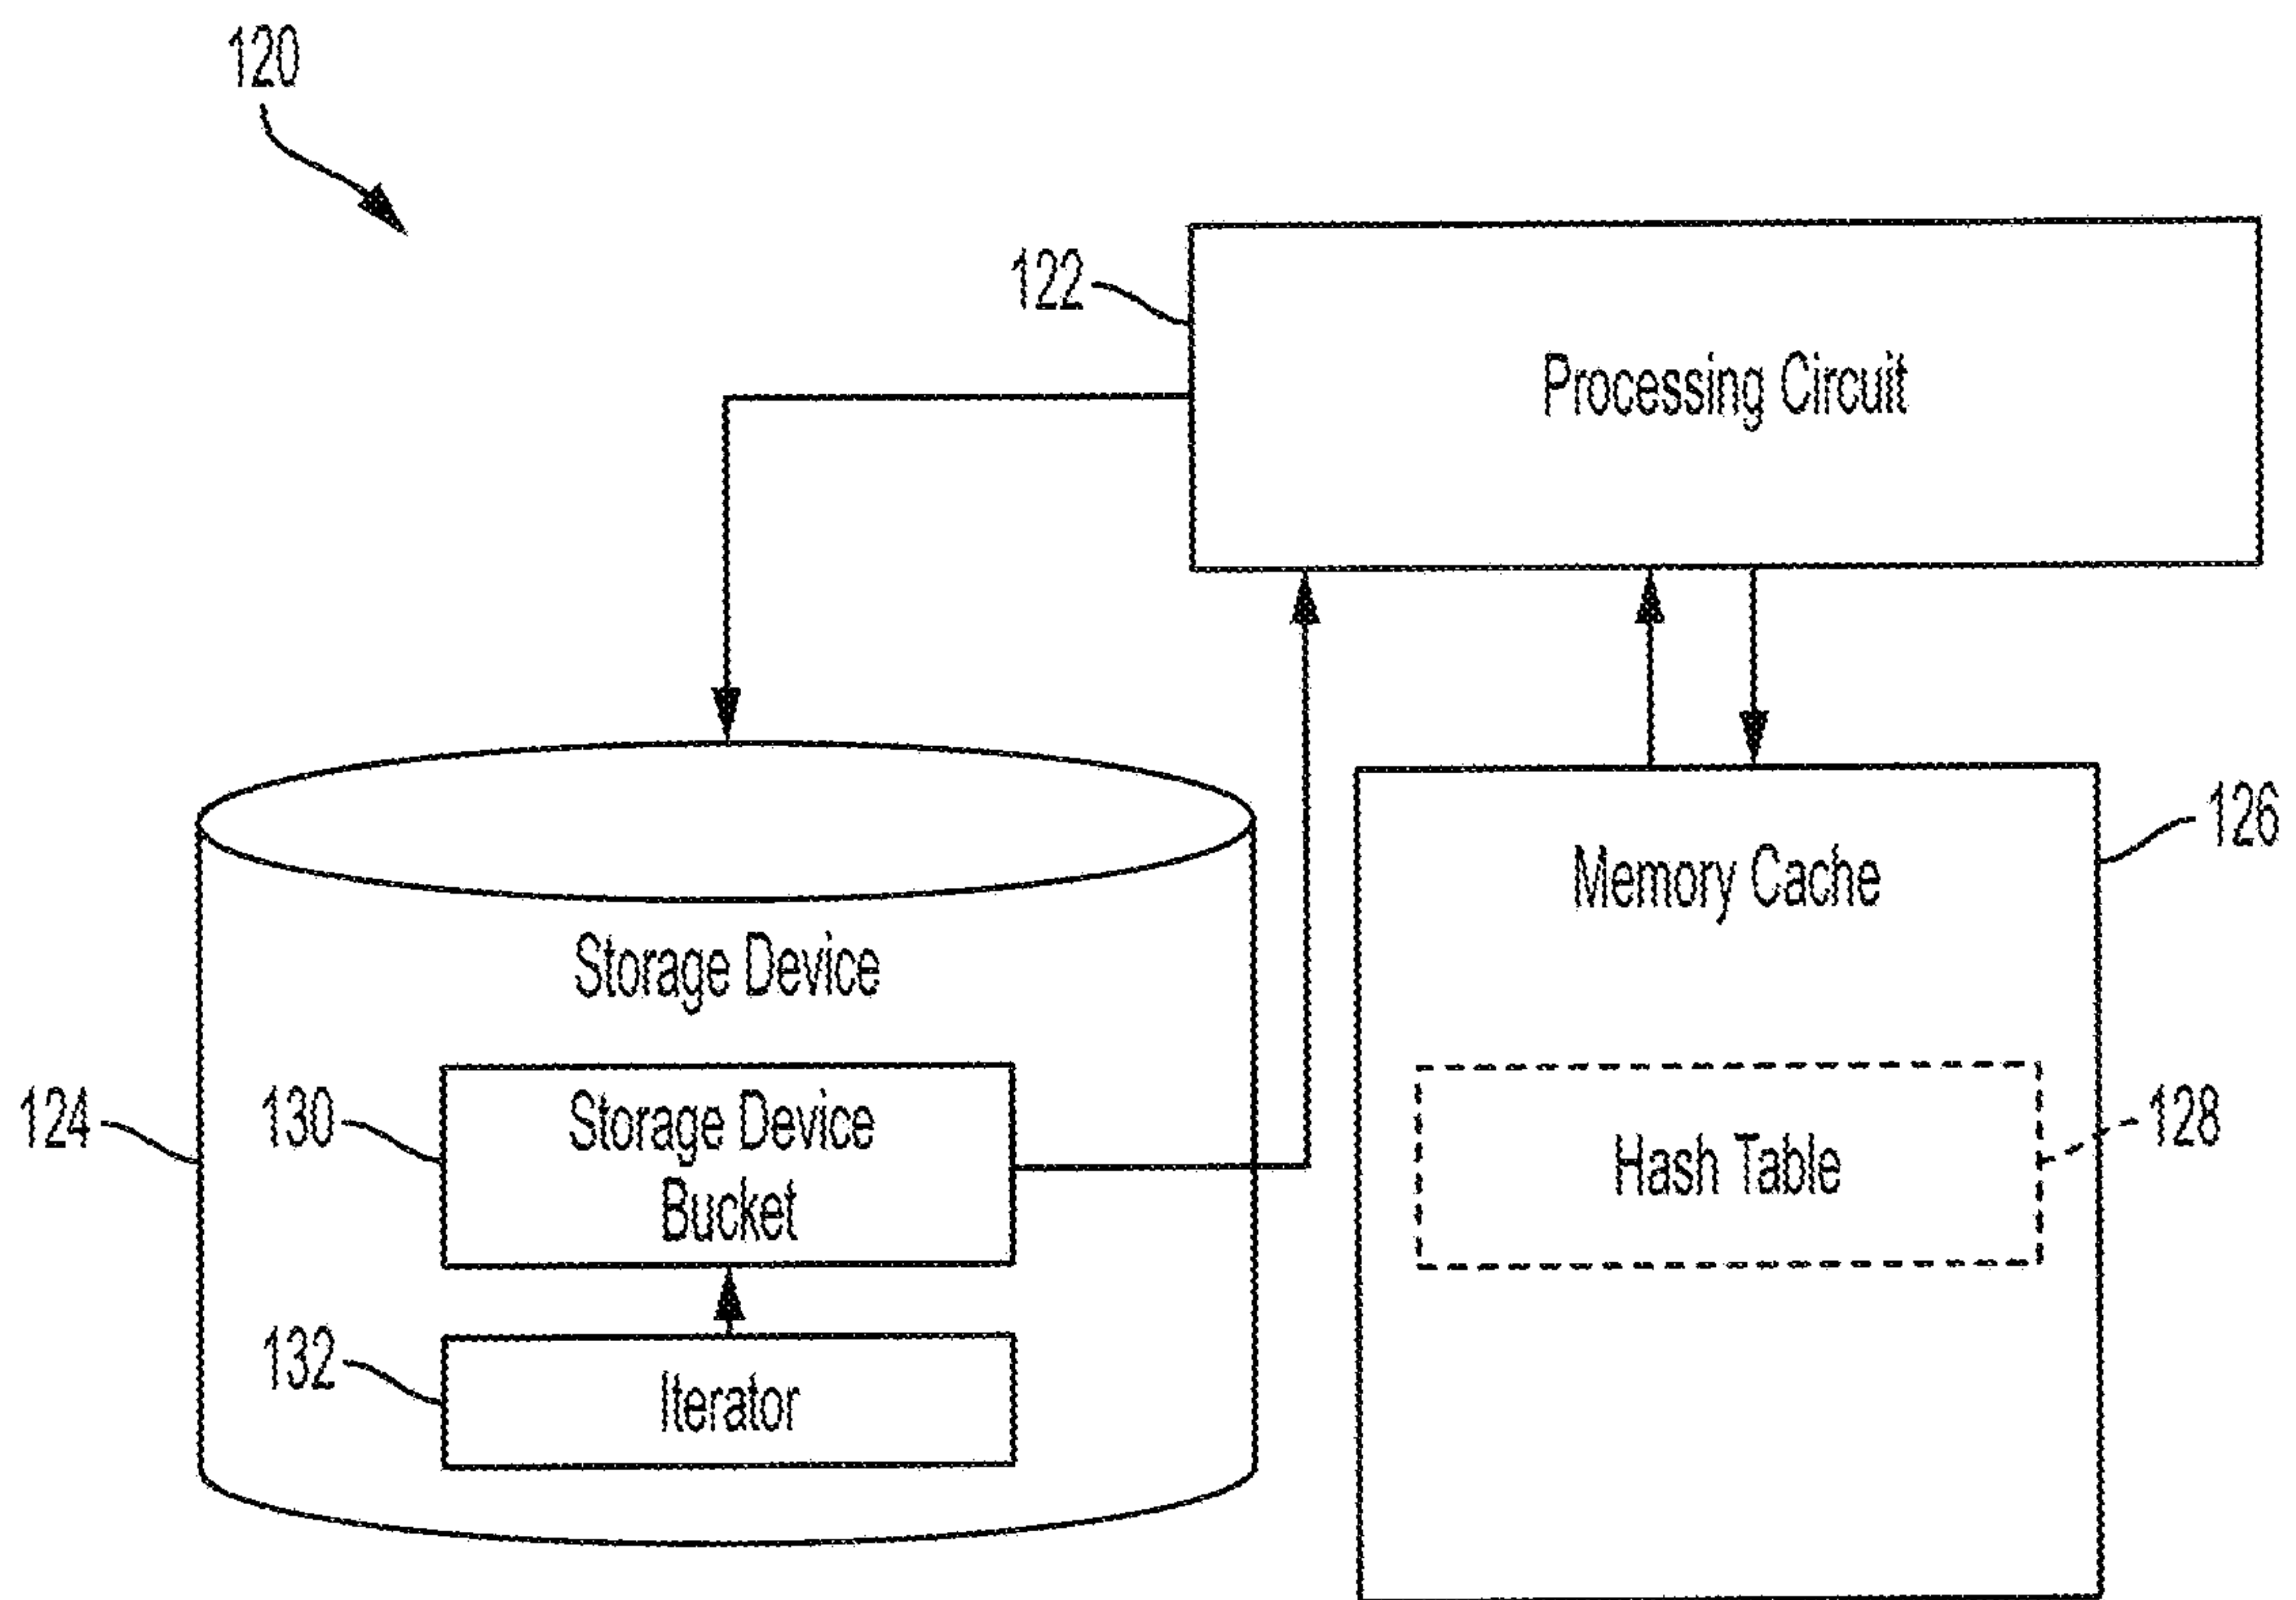 120
122
Processing Circuit
126
Memory Cache
Storage Device
124
130
Storage Device
Bucket
Hash Table
128
132
Iterator